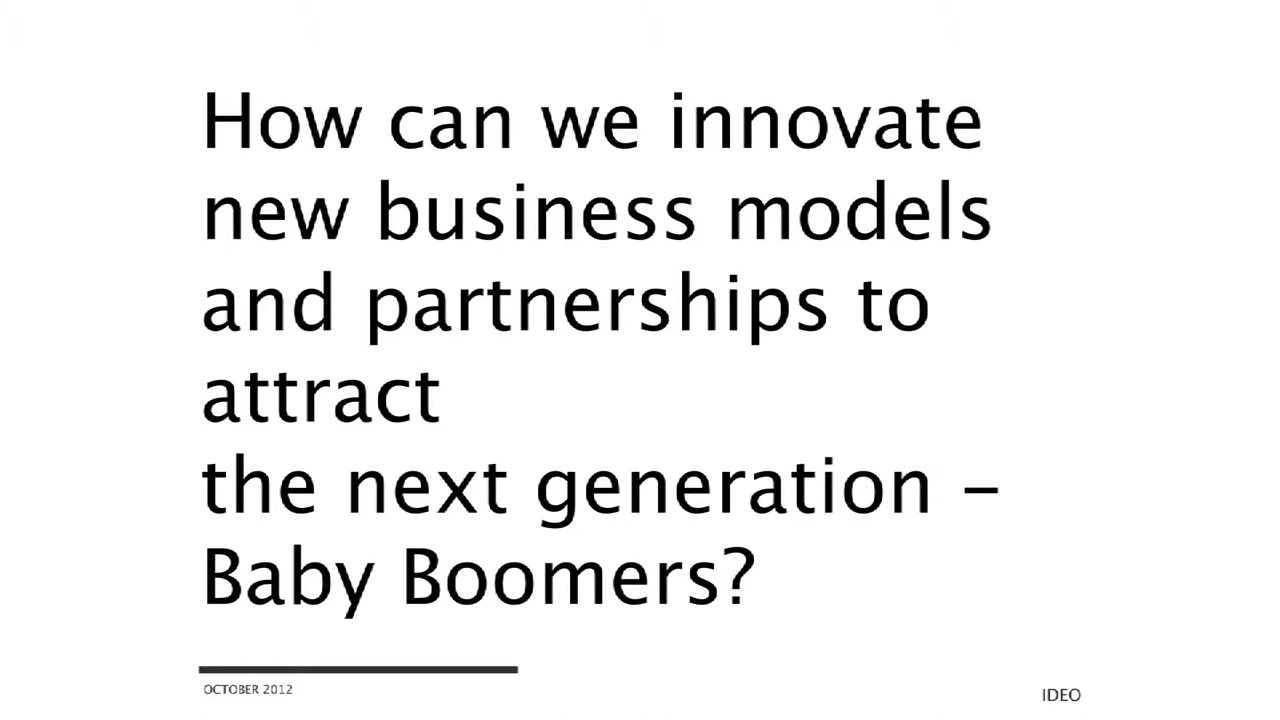 How can we innovate
new business models
and partnerships to
attract
the next generation –
Baby Boomers?
OCTOBER 2012
IDEO